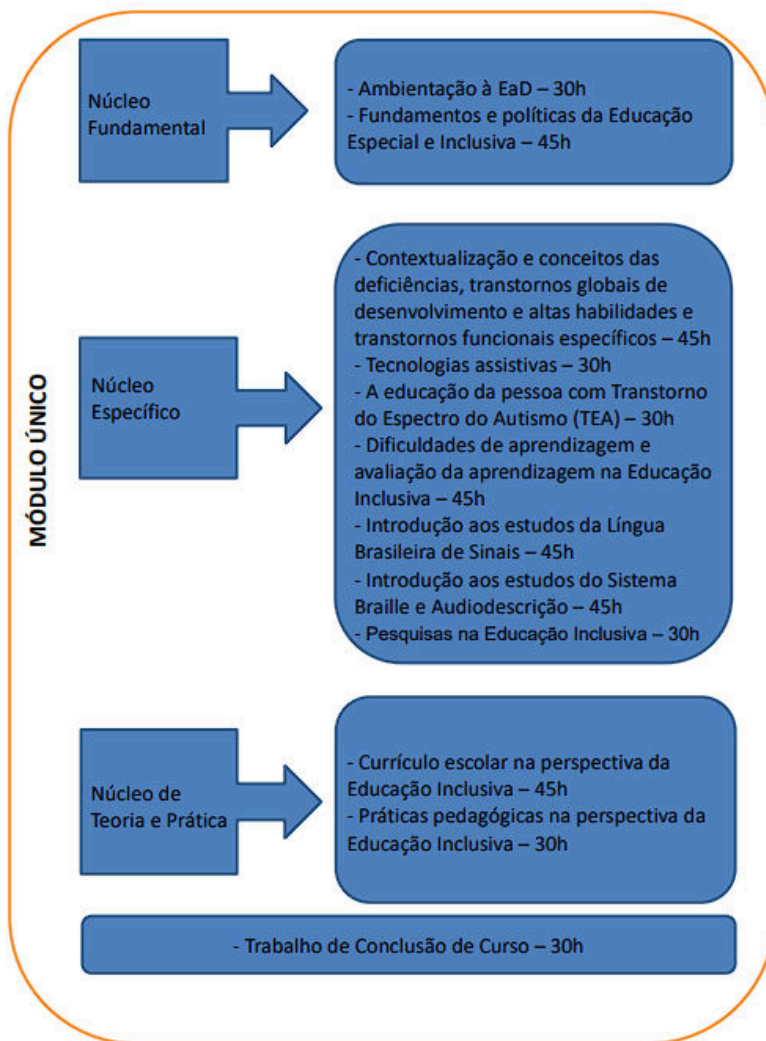 MÓDULO ÚNICO
Núcleo
Fundamental
- Ambientação à EaD – 30h
- Fundamentos e políticas da Educação
Especial e Inclusiva – 45h
Núcleo
Específico
- Contextualização e conceitos das
deficiências, transtornos globais de
desenvolvimento e altas habilidades e
transtornos funcionais específicos – 45h
- Tecnologias assistivas – 30h
- A educação da pessoa com Transtorno
do Espectro do Autismo (TEA) – 30h
- Dificuldades de aprendizagem e
avaliação da aprendizagem na Educação
Inclusiva – 45h
- Introdução aos estudos da Língua
Brasileira de Sinais – 45h
- Introdução aos estudos do Sistema
Braille e Audiodescrição – 45h
- Pesquisas na Educação Inclusiva – 30h
Núcleo de
Teoria e Prática
- Currículo escolar na perspectiva da
Educação Inclusiva – 45h
- Práticas pedagógicas na perspectiva da
Educação Inclusiva – 30h
- Trabalho de Conclusão de Curso – 30h